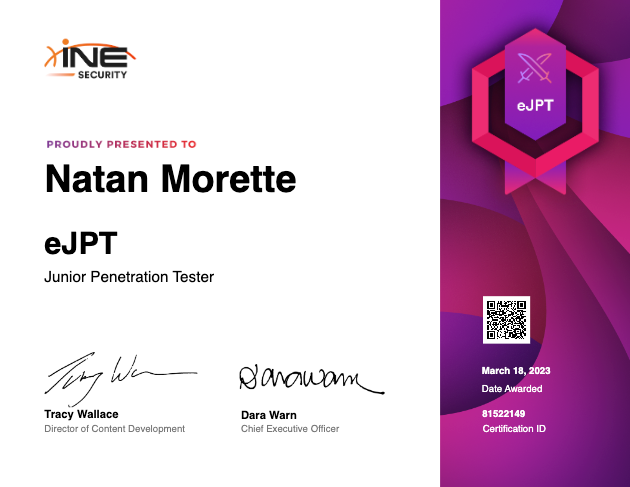 iNE
SECURITY
PROUDLY PRESENTED TO
Natan Morette
eJPT
Junior Penetration Tester
Tracy Wallace
Director of Content Development
Dara Warn
Chief Executive Officer
eJPT
March 18, 2023
Date Awarded
81522149
Certification ID